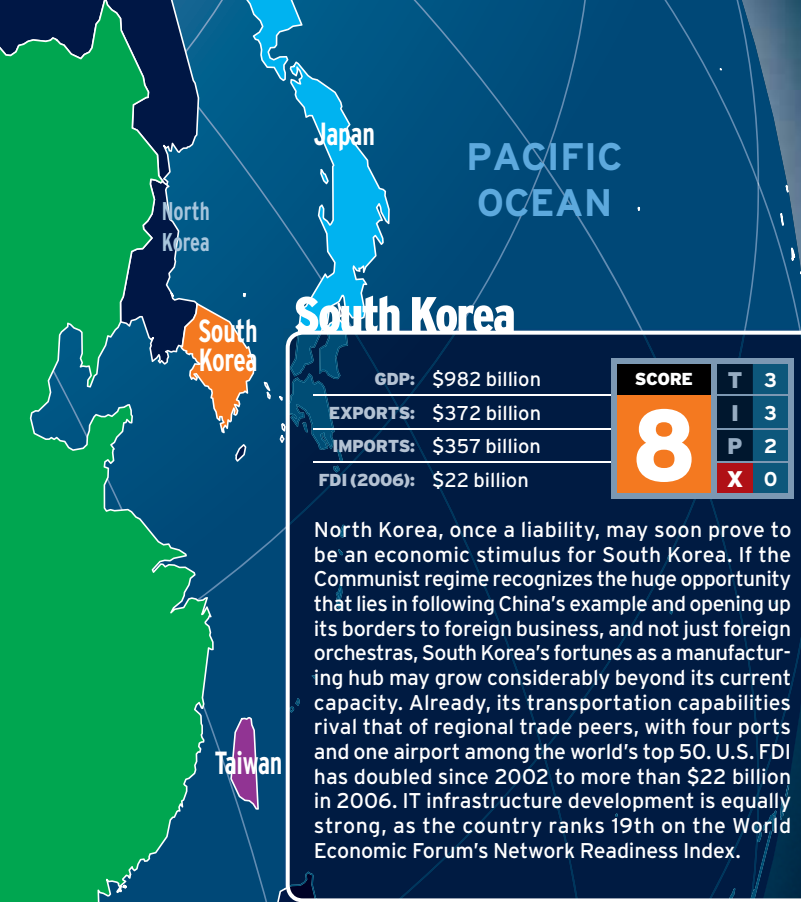 Japan
PACIFIC
OCEAN
North
Korea
South
Korea
Taiwan
South Korea
GDP: $982 billion
EXPORTS: $372 billion
IMPORTS: $357 billion
FDI (2006): $22 billion
SCORE
8
T 3
I 3
P 2
X 0
North Korea, once a liability, may soon prove to
be an economic stimulus for South Korea. If the
Communist regime recognizes the huge opportunity
that lies in following China's example and opening up
its borders to foreign business, and not just foreign
orchestras, South Korea's fortunes as a manufactur-
ing hub may grow considerably beyond its current
capacity. Already, its transportation capabilities
rival that of regional trade peers, with four ports
and one airport among the world's top 50. U.S. FDI
has doubled since 2002 to more than $22 billion
in 2006. IT infrastructure development is equally
strong, as the country ranks 19th on the World
Economic Forum's Network Readiness Index.